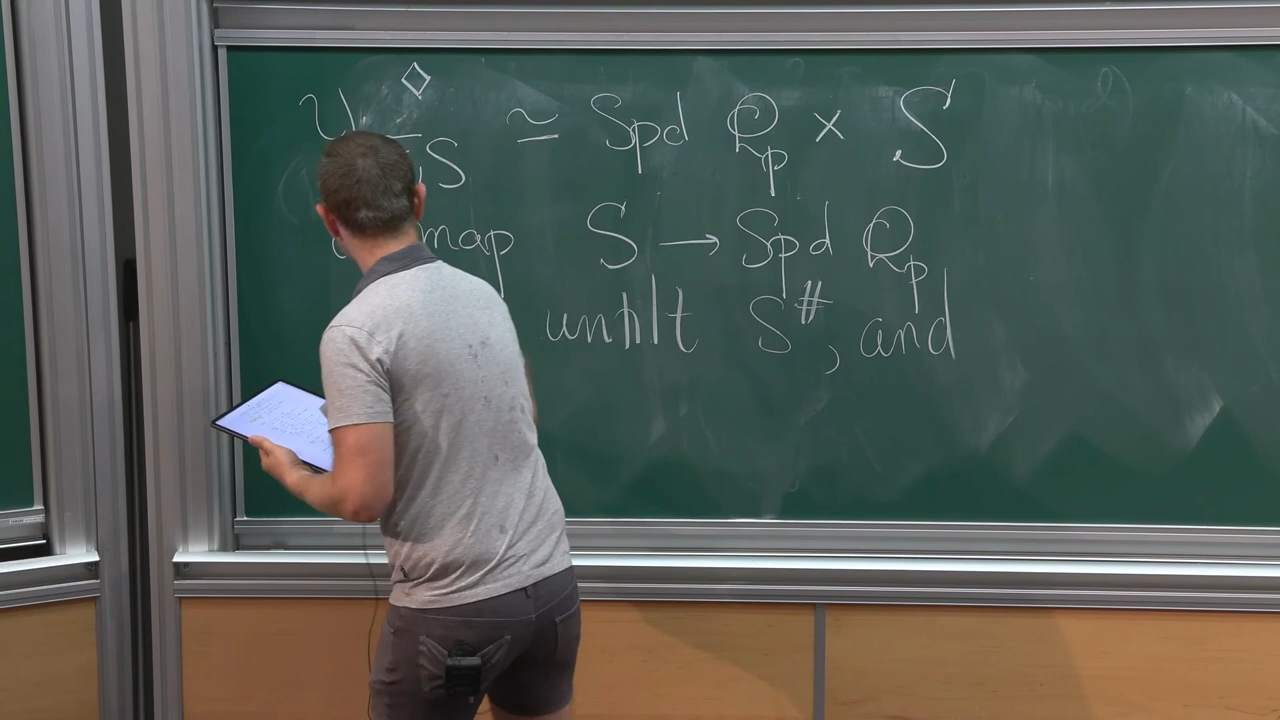 Y^◇ S ≃ Spd Q_p × S
map S → Spd Q_p
untilt S^#, and